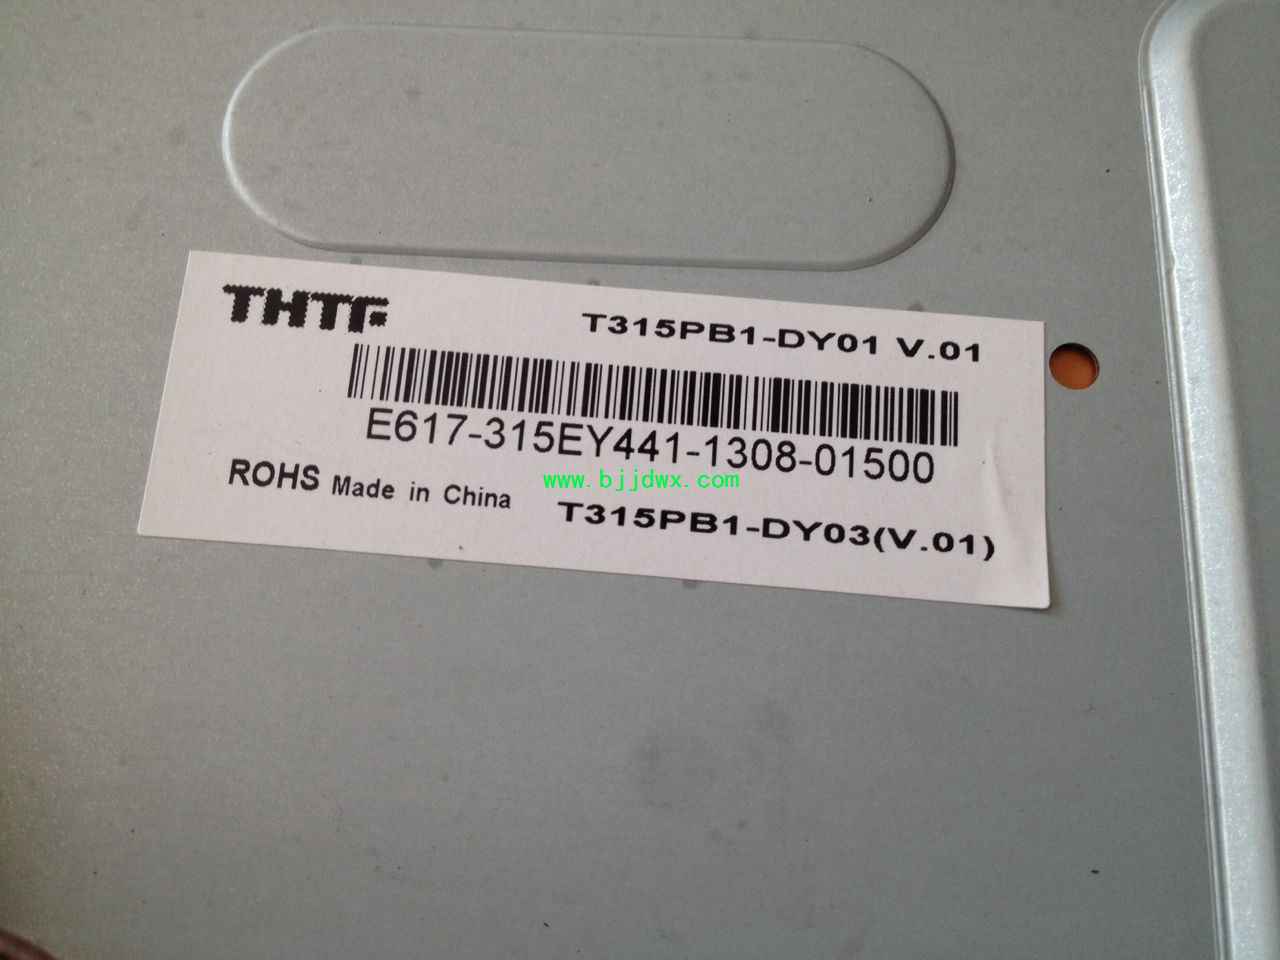 THTF
T315PB1-DY01 V.01
E617-315EY441-1308-01500
www.bjjdwx.com
ROHS Made in China
T315PB1-DY03(V.01)